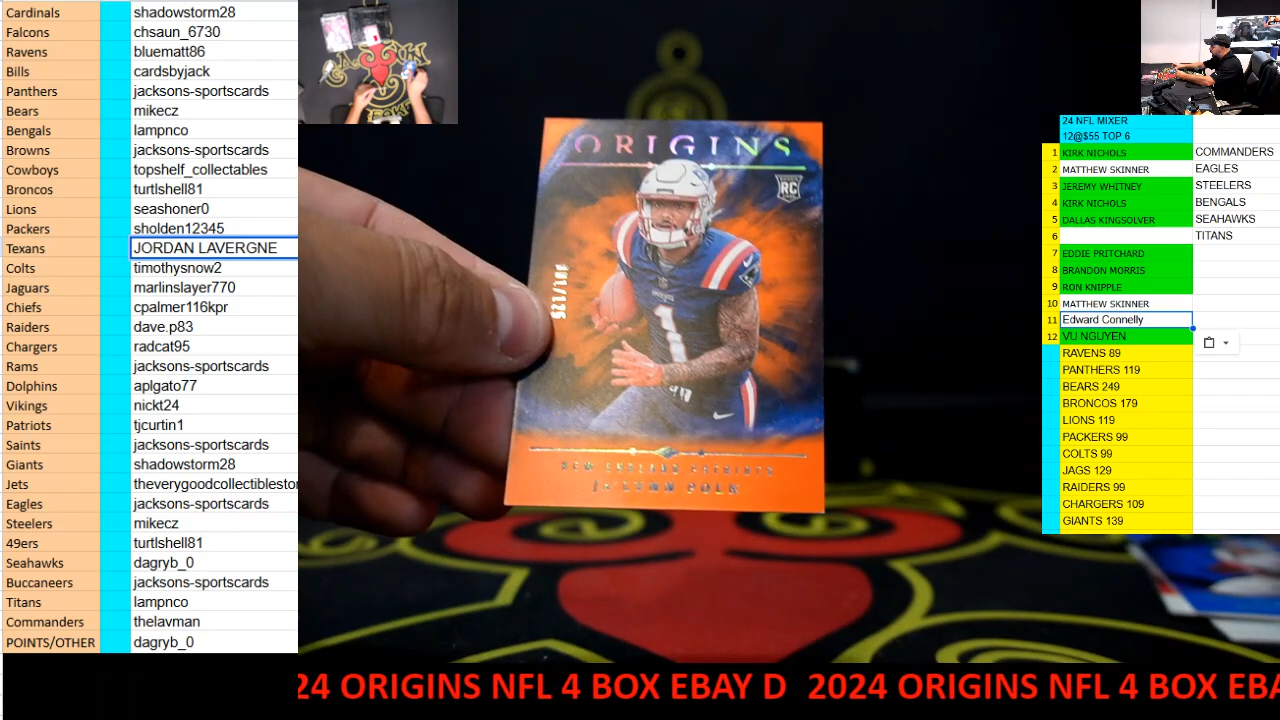 Cardinals shadowstorm28
Falcons chsaun_6730
Ravens bluematt86
Bills cardsbyjack
Panthers jacksons-sportscards
Bears mikecz
Bengals lampnco
Browns jacksons-sportscards
Cowboys topshelf_collectables
Broncos turtlshell81
Lions seashoner0
Packers sholden12345
Texans JORDAN LAVERGNE
Colts timothysnow2
Jaguars marlinslayer770
Chiefs cpalmer116kpr
Raiders dave.p83
Chargers radcat95
Rams jacksons-sportscards
Dolphins aplgato77
Vikings nickt24
Patriots tjcurtin1
Saints jacksons-sportscards
Giants shadowstorm28
Jets theverygoodcollectiblestor
Eagles jacksons-sportscards
Steelers mikecz
49ers turtlshell81
Seahawks dagryb_0
Buccaneers jacksons-sportscards
Titans lampnco
Commanders thelavman
POINTS/OTHER dagryb_0
ORIGINS
RC
1
NEW ENGLAND PATRIOTS
JA'LYNN POLK
24 NFL MIXER
12@$55 TOP 6
1 KIRK NICHOLS COMMANDERS
2 MATTHEW SKINNER EAGLES
3 JEREMY WHITNEY STEELERS
4 KIRK NICHOLS BENGALS
5 DALLAS KINGSOLVER SEAHAWKS
6 TITANS
7 EDDIE PRITCHARD
8 BRANDON MORRIS
9 RON KNIPPLE
10 MATTHEW SKINNER
11 Edward Connelly
12 VU NGUYEN
RAVENS 89
PANTHERS 119
BEARS 249
BRONCOS 179
LIONS 119
PACKERS 99
COLTS 99
JAGS 129
RAIDERS 99
CHARGERS 109
GIANTS 139
24 ORIGINS NFL 4 BOX EBAY D 2024 ORIGINS NFL 4 BOX EBA